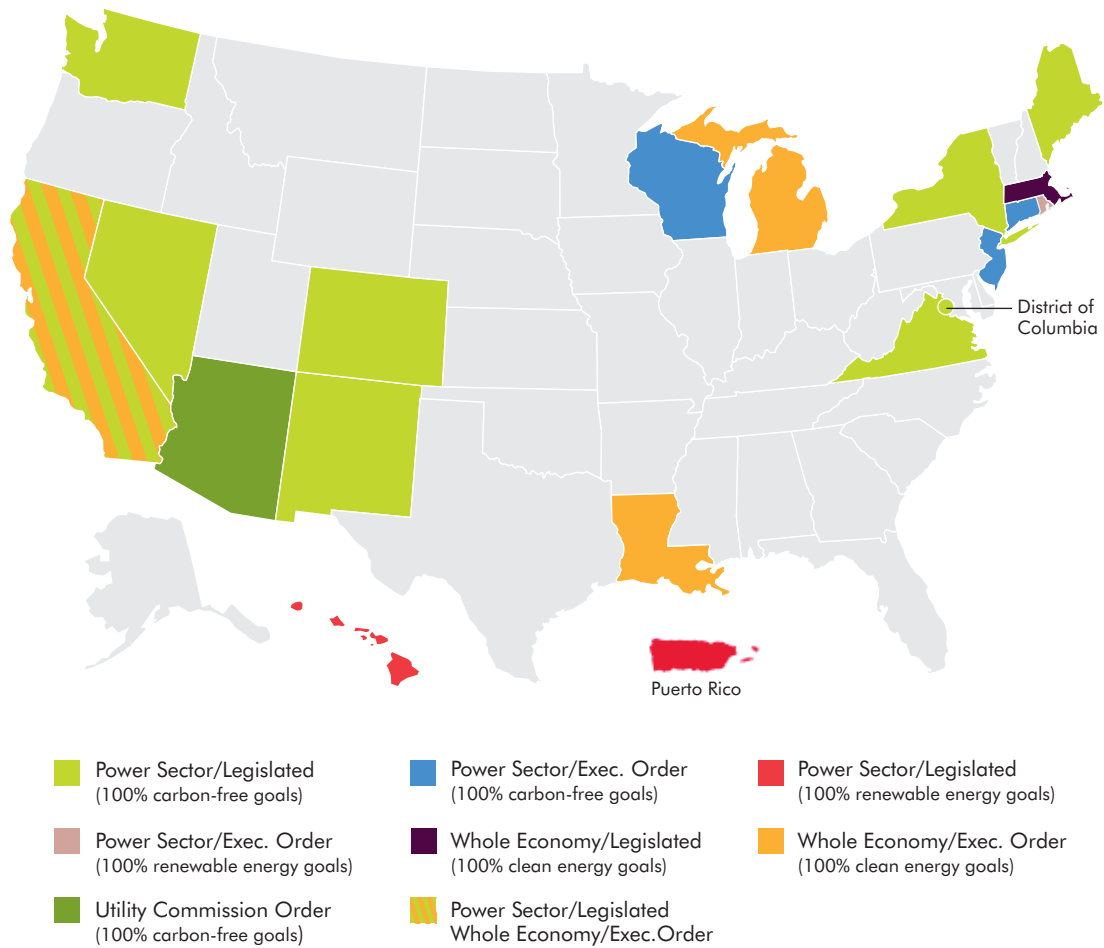 District of
Columbia
Puerto Rico
Power Sector/Legislated
(100% carbon-free goals)
Power Sector/Exec. Order
(100% carbon-free goals)
Power Sector/Legislated
(100% renewable energy goals)
Power Sector/Exec. Order
(100% renewable energy goals)
Whole Economy/Legislated
(100% clean energy goals)
Whole Economy/Exec. Order
(100% clean energy goals)
Utility Commission Order
(100% carbon-free goals)
Power Sector/Legislated
Whole Economy/Exec.Order